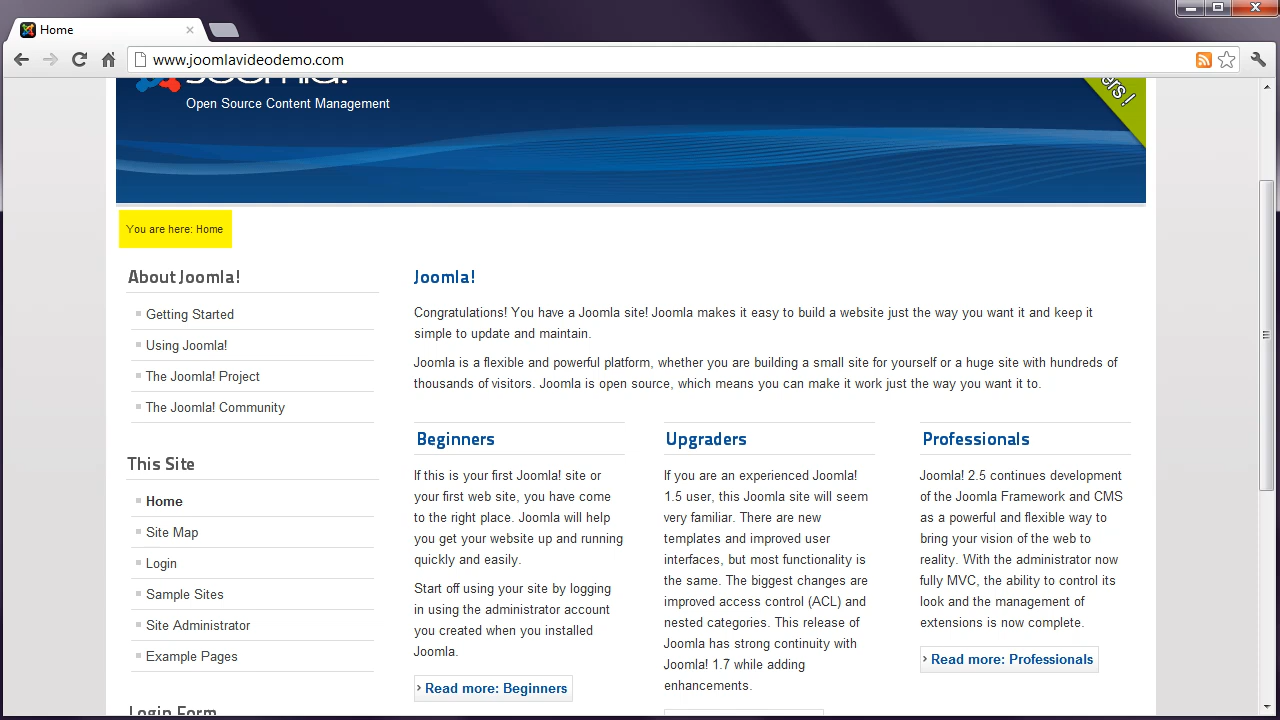 Home
www.joomlavideodemo.com
Joomla!
Open Source Content Management
ers !
You are here: Home
About Joomla!
Getting Started
Using Joomla!
The Joomla! Project
The Joomla! Community
This Site
Home
Site Map
Login
Sample Sites
Site Administrator
Example Pages
Login Form
Joomla!
Congratulations! You have a Joomla site! Joomla makes it easy to build a website just the way you want it and keep it
simple to update and maintain.
Joomla is a flexible and powerful platform, whether you are building a small site for yourself or a huge site with hundreds of
thousands of visitors. Joomla is open source, which means you can make it work just the way you want it to.
Beginners
If this is your first Joomla! site or
your first web site, you have come
to the right place. Joomla will help
you get your website up and running
quickly and easily.
Start off using your site by logging
in using the administrator account
you created when you installed
Joomla.
Read more: Beginners
Upgraders
If you are an experienced Joomla!
1.5 user, this Joomla site will seem
very familiar. There are new
templates and improved user
interfaces, but most functionality is
the same. The biggest changes are
improved access control (ACL) and
nested categories. This release of
Joomla has strong continuity with
Joomla! 1.7 while adding
enhancements.
Professionals
Joomla! 2.5 continues development
of the Joomla Framework and CMS
as a powerful and flexible way to
bring your vision of the web to
reality. With the administrator now
fully MVC, the ability to control its
look and the management of
extensions is now complete.
Read more: Professionals